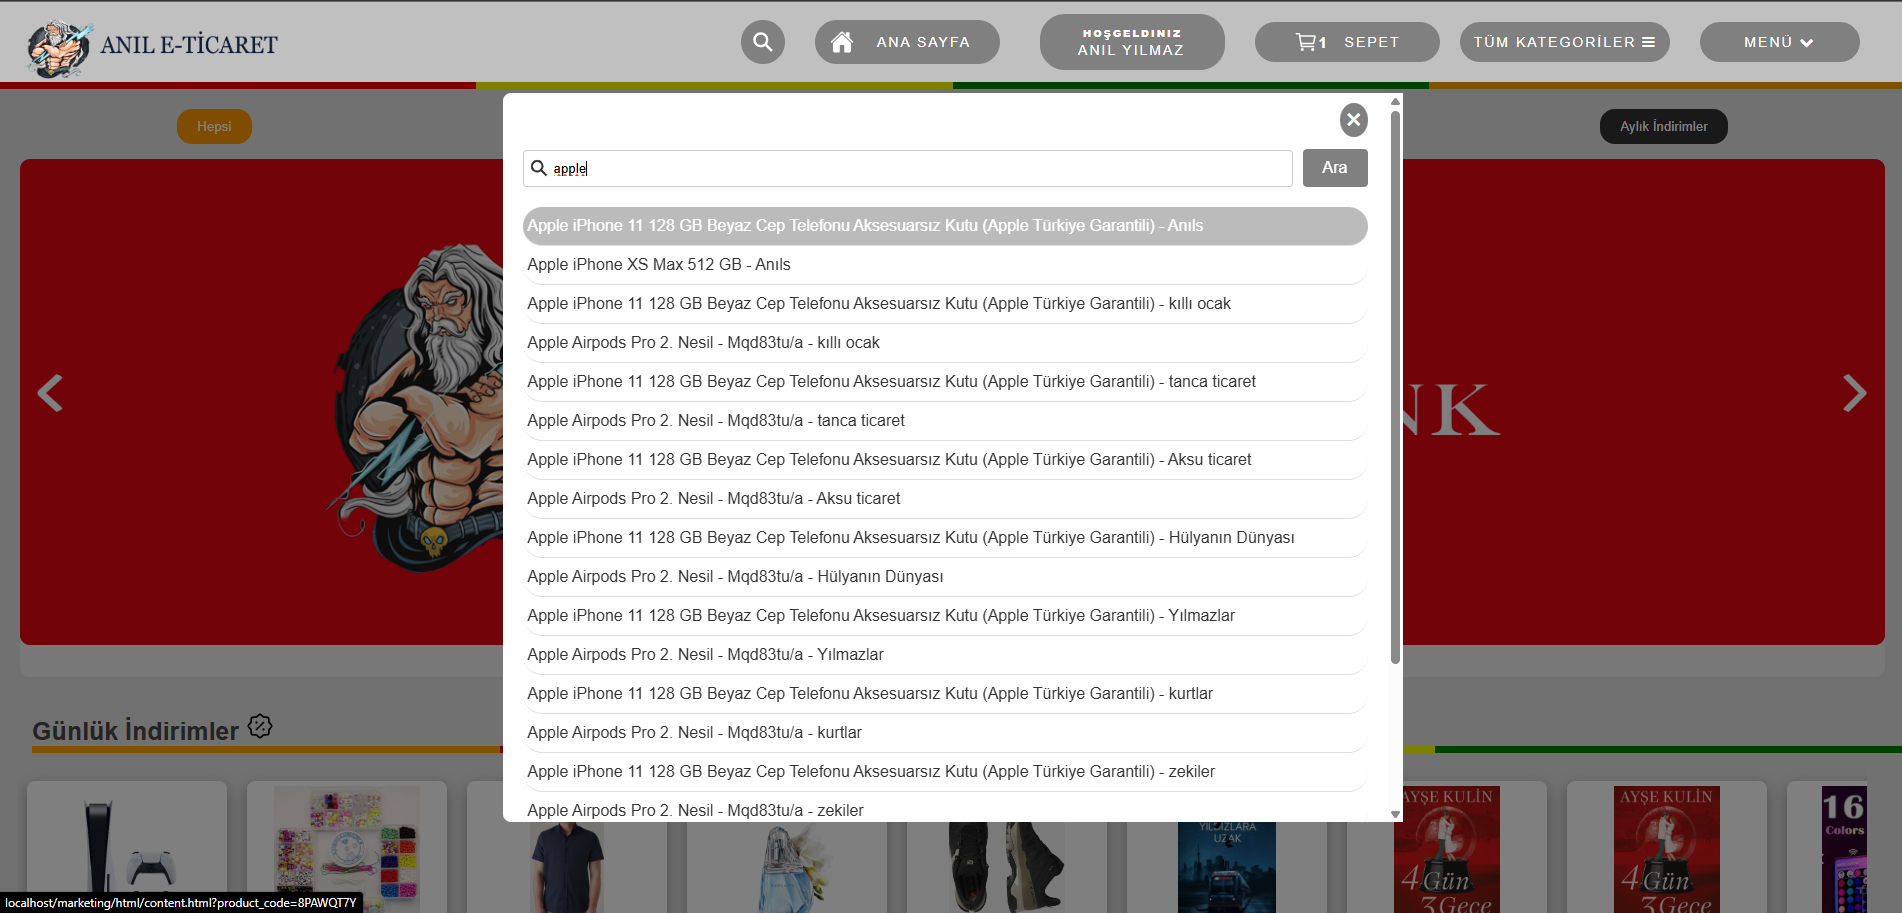 ANIL E-TİCARET
ANA SAYFA
HOŞGELDINIZ
ANIL YILMAZ
1 SEPET
TÜM KATEGORİLER
MENÜ
Hepsi
Aylık İndirimler
apple
Ara
Apple iPhone 11 128 GB Beyaz Cep Telefonu Aksesuarsız Kutu (Apple Türkiye Garantili) - Anıls
Apple iPhone XS Max 512 GB - Anıls
Apple iPhone 11 128 GB Beyaz Cep Telefonu Aksesuarsız Kutu (Apple Türkiye Garantili) - kıllı ocak
Apple Airpods Pro 2. Nesil - Mqd83tu/a - kıllı ocak
Apple iPhone 11 128 GB Beyaz Cep Telefonu Aksesuarsız Kutu (Apple Türkiye Garantili) - tanca ticaret
Apple Airpods Pro 2. Nesil - Mqd83tu/a - tanca ticaret
Apple iPhone 11 128 GB Beyaz Cep Telefonu Aksesuarsız Kutu (Apple Türkiye Garantili) - Aksu ticaret
Apple Airpods Pro 2. Nesil - Mqd83tu/a - Aksu ticaret
Apple iPhone 11 128 GB Beyaz Cep Telefonu Aksesuarsız Kutu (Apple Türkiye Garantili) - Hülyanın Dünyası
Apple Airpods Pro 2. Nesil - Mqd83tu/a - Hülyanın Dünyası
Apple iPhone 11 128 GB Beyaz Cep Telefonu Aksesuarsız Kutu (Apple Türkiye Garantili) - Yılmazlar
Apple Airpods Pro 2. Nesil - Mqd83tu/a - Yılmazlar
Apple iPhone 11 128 GB Beyaz Cep Telefonu Aksesuarsız Kutu (Apple Türkiye Garantili) - kurtlar
Apple Airpods Pro 2. Nesil - Mqd83tu/a - kurtlar
Apple iPhone 11 128 GB Beyaz Cep Telefonu Aksesuarsız Kutu (Apple Türkiye Garantili) - zekiler
Apple Airpods Pro 2. Nesil - Mqd83tu/a - zekiler
NK
Günlük İndirimler
YILDIZLARA
UZAK
AYŞE KULİN
4 Gün
3 Gece
AYŞE KULİN
4 Gün
3 Gece
16
Colors
localhost/marketing/html/content.html?product_code=8PAWQT7Y